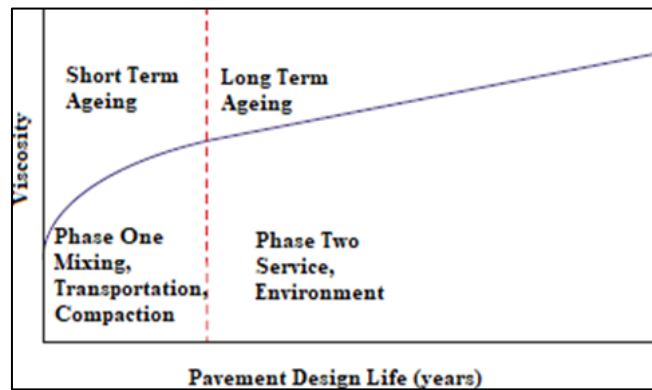 Short Term
Ageing
Long Term
Ageing
Viscosity
Phase One
Mixing,
Transportation,
Compaction
Phase Two
Service,
Environment
Pavement Design Life (years)